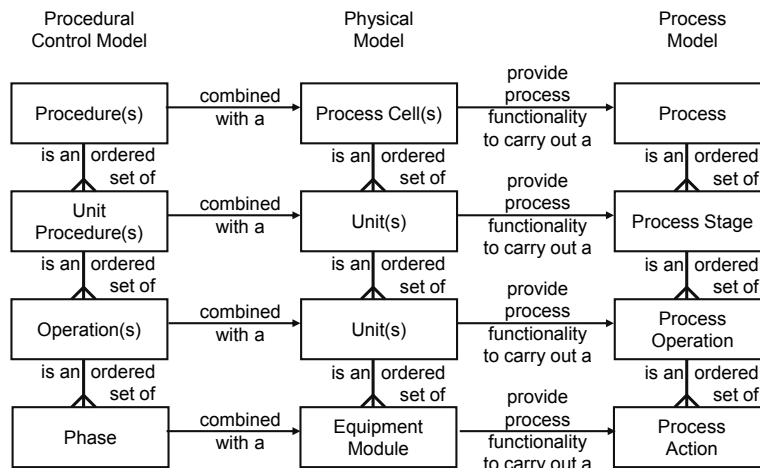 Procedural
Control Model
Physical
Model
Process
Model
Procedure(s)
combined
with a
Process Cell(s)
provide
process
functionality
to carry out a
Process
is an ordered
set of
is an ordered
set of
is an ordered
set of
Unit
Procedure(s)
combined
with a
Unit(s)
provide
process
functionality
to carry out a
Process Stage
is an ordered
set of
is an ordered
set of
is an ordered
set of
Operation(s)
combined
with a
Unit(s)
provide
process
functionality
to carry out a
Process
Operation
is an ordered
set of
is an ordered
set of
is an ordered
set of
Phase
combined
with a
Equipment
Module
provide
process
functionality
to carry out a
Process
Action